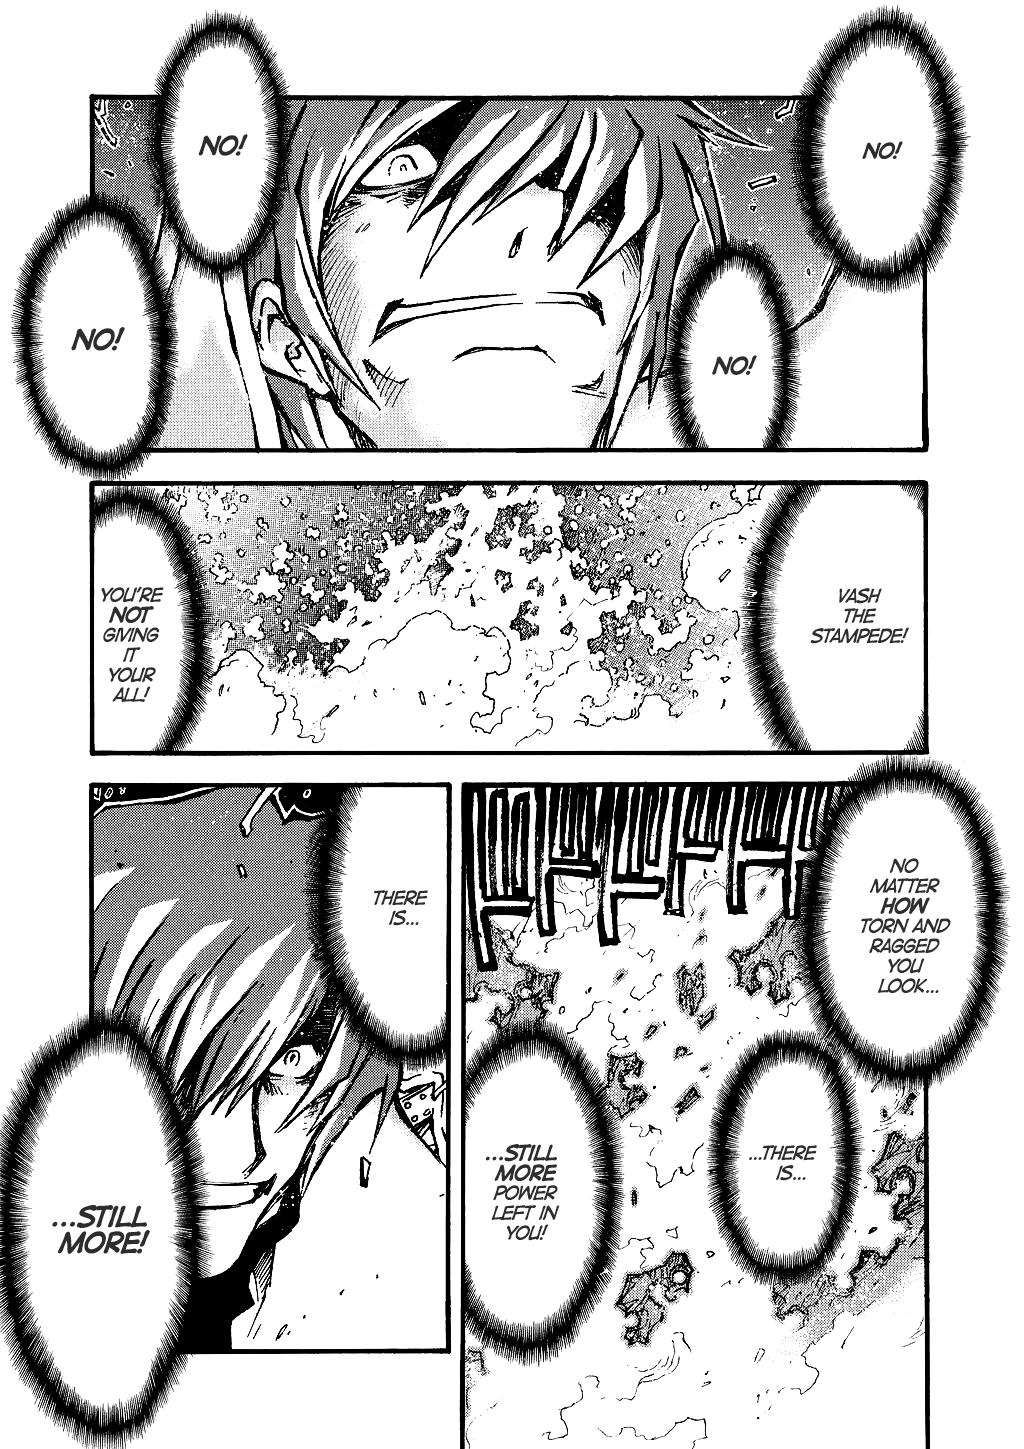 NO!
NO!
NO!
NO!
VASH
THE
STAMPEDE!
YOU'RE
NOT
GIVING
IT
YOUR
ALL!
NO
MATTER
HOW
TORN AND
RAGGED
YOU
LOOK...
...THERE
IS...
...STILL
MORE
POWER
LEFT IN
YOU!
THERE
IS...
...STILL
MORE!